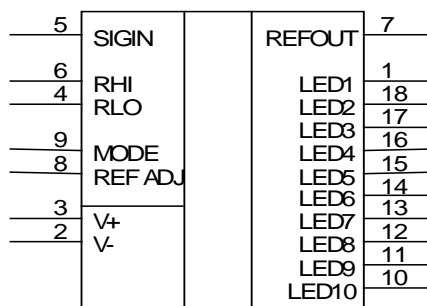 5 SIGIN REFOUT 7
6 RHI LED1 1
4 RLO LED2 18
LED3 17
9 MODE LED4 16
8 REF ADJ LED5 15
LED6 14
3 V+ LED7 13
2 V- LED8 12
LED9 11
LED10 10